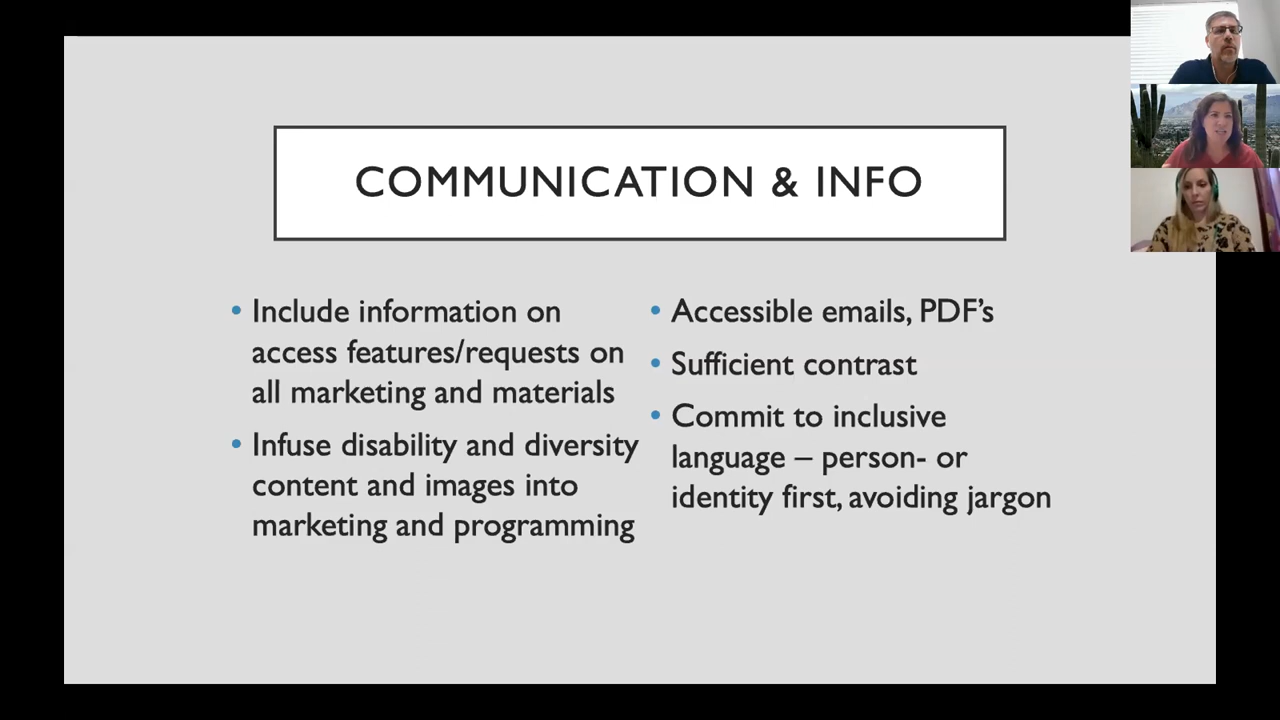 COMMUNICATION & INFO
• Include information on
access features/requests on
all marketing and materials
• Infuse disability and diversity
content and images into
marketing and programming
• Accessible emails, PDF's
• Sufficient contrast
• Commit to inclusive
language – person- or
identity first, avoiding jargon